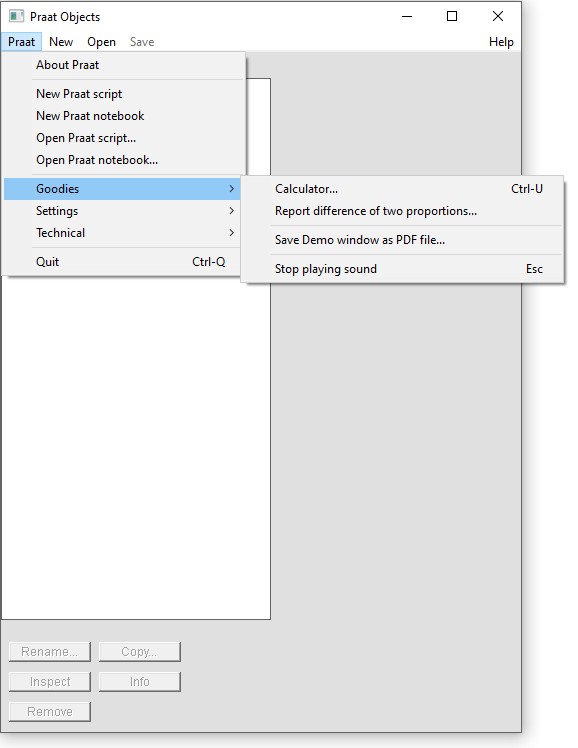 Praat Objects
Praat New Open Save Help
About Praat
New Praat script
New Praat notebook
Open Praat script...
Open Praat notebook...
Goodies
Calculator... Ctrl-U
Settings
Report difference of two proportions...
Technical
Save Demo window as PDF file...
Quit Ctrl-Q
Stop playing sound Esc
Rename... Copy...
Inspect Info
Remove